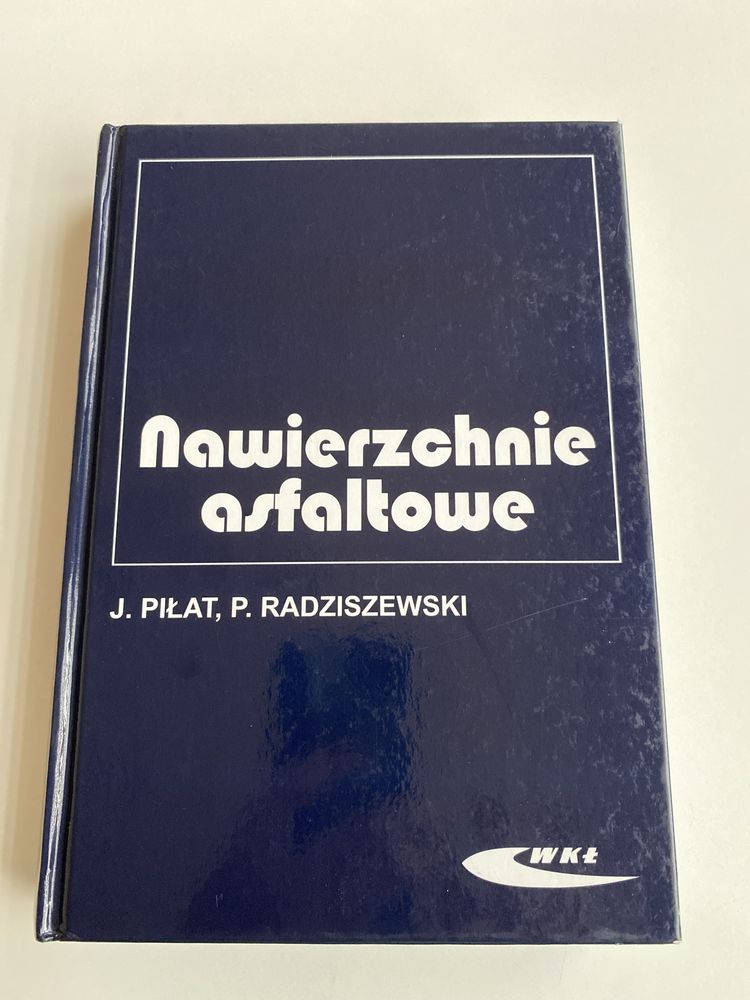 Nawierzchnie
asfaltowe
J. PIŁAT, P. RADZISZEWSKI
WKŁ